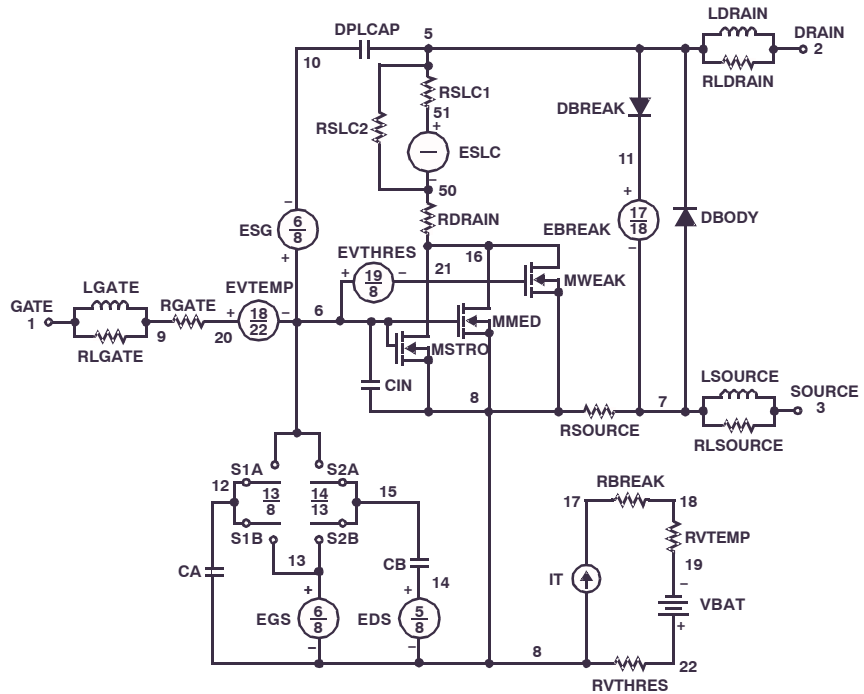 LDRAIN
DPLCAP 5 DRAIN
10 2
RSLC1 RLDRAIN
51
+
RSLC2 DBREAK
− ESLC
11
−
50
− +
6 RDRAIN 17
ESG 8 EBREAK 18 DBODY
+ EVTHRES 16 −
+ 19 − 21
8 MWEAK
LGATE EVTEMP
GATE RGATE + 18 − 6
1 22 MMED
9 20
RLGATE MSTRO
CIN LSOURCE
8 7 SOURCE
3
RSOURCE
RLSOURCE
S1A S2A
12 13 14 15 RBREAK
8 13 17 18
S1B S2B RVTEMP
13 CB 19
CA IT −
+ + 14 VBAT
EGS 6 EDS 5 +
8 8
− − 8 22
RVTHRES